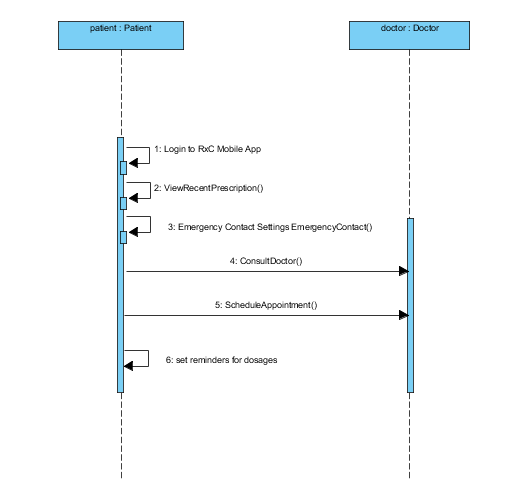 patient : Patient
doctor : Doctor
1: Login to RxC Mobile App
2: ViewRecentPrescription()
3: Emergency Contact Settings EmergencyContact()
4: ConsultDoctor()
5: ScheduleAppointment()
6: set reminders for dosages